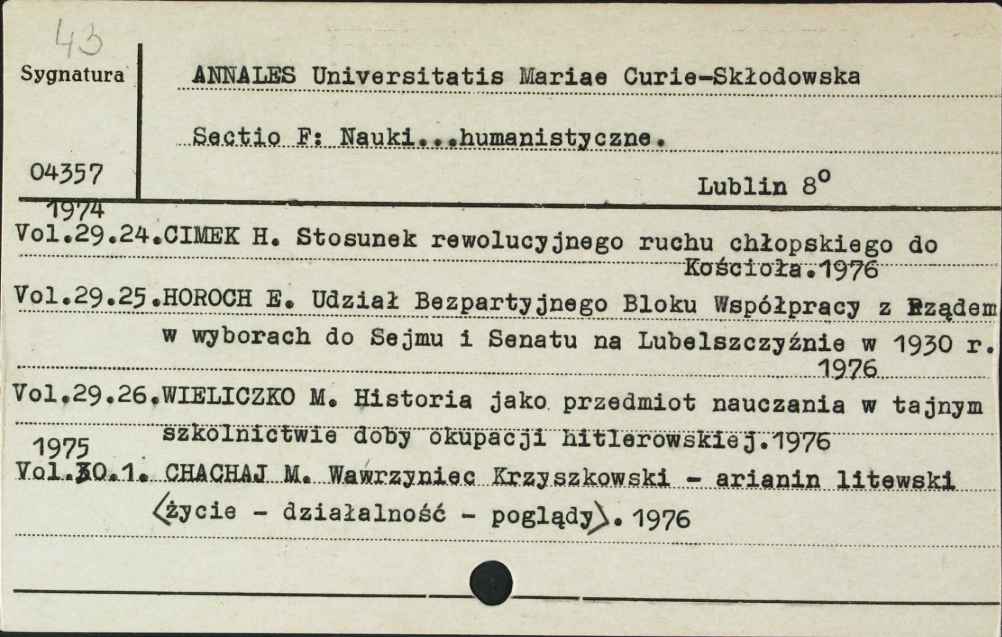 43
Sygnatura
ANNALES Universitatis Mariae Curie-Skłodowska
Sectio F: Nauki...humanistyczne.
04357
Lublin 8°
1974
Vol.29.24.CIMEK H. Stosunek rewolucyjnego ruchu chłopskiego do
Kościoła.1976
Vol.29.25.HOROCH E. Udział Bezpartyjnego Bloku Współpracy z Rządem
w wyborach do Sejmu i Senatu na Lubelszczyźnie w 1930 r.
1976
Vol.29.26.WIELICZKO M. Historia jako przedmiot nauczania w tajnym
szkolnictwie doby okupacji hitlerowskiej.1976
1975
Vol.30.1. CHACHAJ M. Wawrzyniec Krzyszkowski - arianin litewski
<życie - działalność - poglądy>. 1976